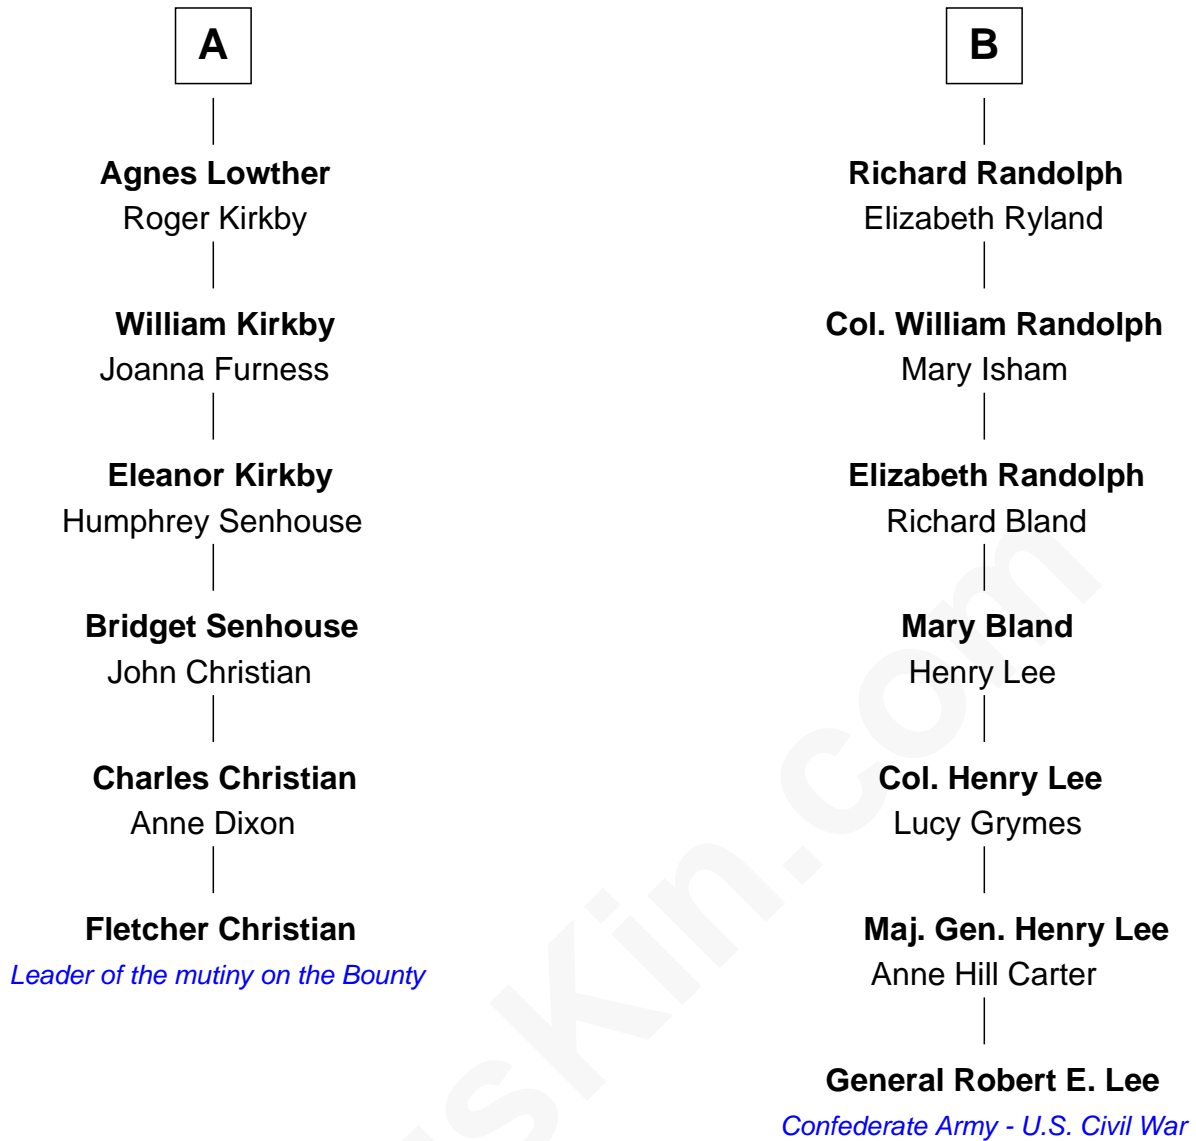 A
Agnes Lowther
Roger Kirkby
William Kirkby
Joanna Furness
Eleanor Kirkby
Humphrey Senhouse
Bridget Senhouse
John Christian
Charles Christian
Anne Dixon
Fletcher Christian
Leader of the mutiny on the Bounty
B
Richard Randolph
Elizabeth Ryland
Col. William Randolph
Mary Isham
Elizabeth Randolph
Richard Bland
Mary Bland
Henry Lee
Col. Henry Lee
Lucy Grymes
Maj. Gen. Henry Lee
Anne Hill Carter
General Robert E. Lee
Confederate Army - U.S. Civil War